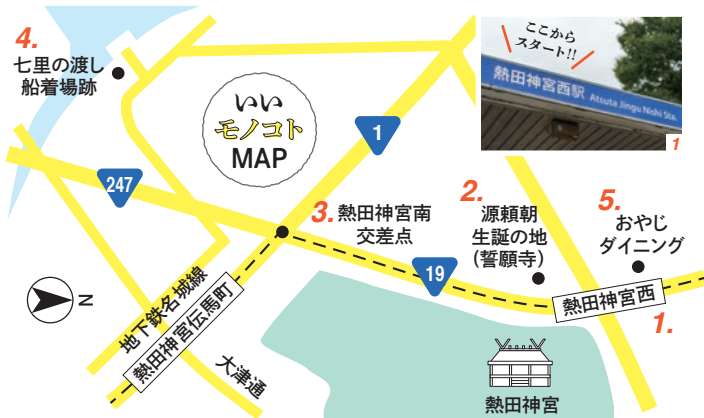 4.
七里の渡し
船着場跡
いい
モノコト
MAP
ここから
スタート!!
熱田神宮西駅 Atsuta Jingu Nishi Sta.
1
1
247
3. 熱田神宮南
交差点
2.
源頼朝
生誕の地
(誓願寺)
5.
おやじ
ダイニング
19
熱田神宮西
1.
N
地下鉄名城線
熱田神宮伝馬町
大津通
熱田神宮